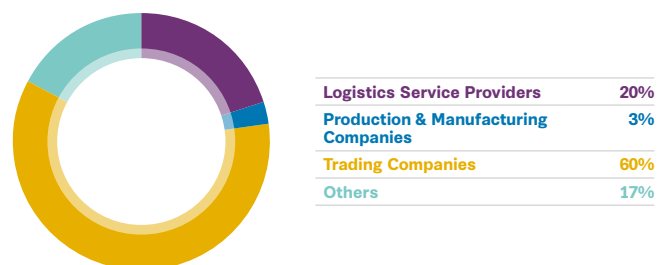 Logistics Service Providers 20%
Production & Manufacturing 3%
Companies
Trading Companies 60%
Others 17%